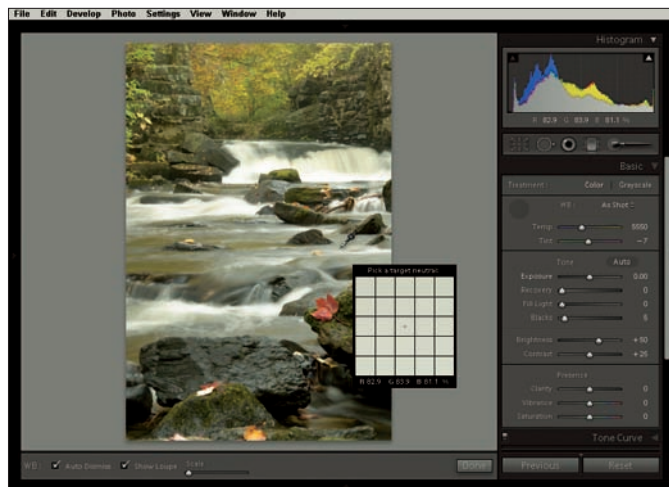 File Edit Develop Photo Settings View Window Help
Histogram
R 82.9 G 83.9 B 81.1 %
Basic
Treatment: Color Grayscale
WB: As Shot
Temp 5550
Tint -7
Tone Auto
Exposure 0.00
Recovery 0
Fill Light 0
Blacks 5
Brightness +50
Contrast +25
Presence
Clarity 0
Vibrance 0
Saturation 0
Tone Curve
Previous Reset
Pick a target neutral:
R 82.9 G 83.9 B 81.1 %
WB: Auto Dismiss Show Loupe Scale Done